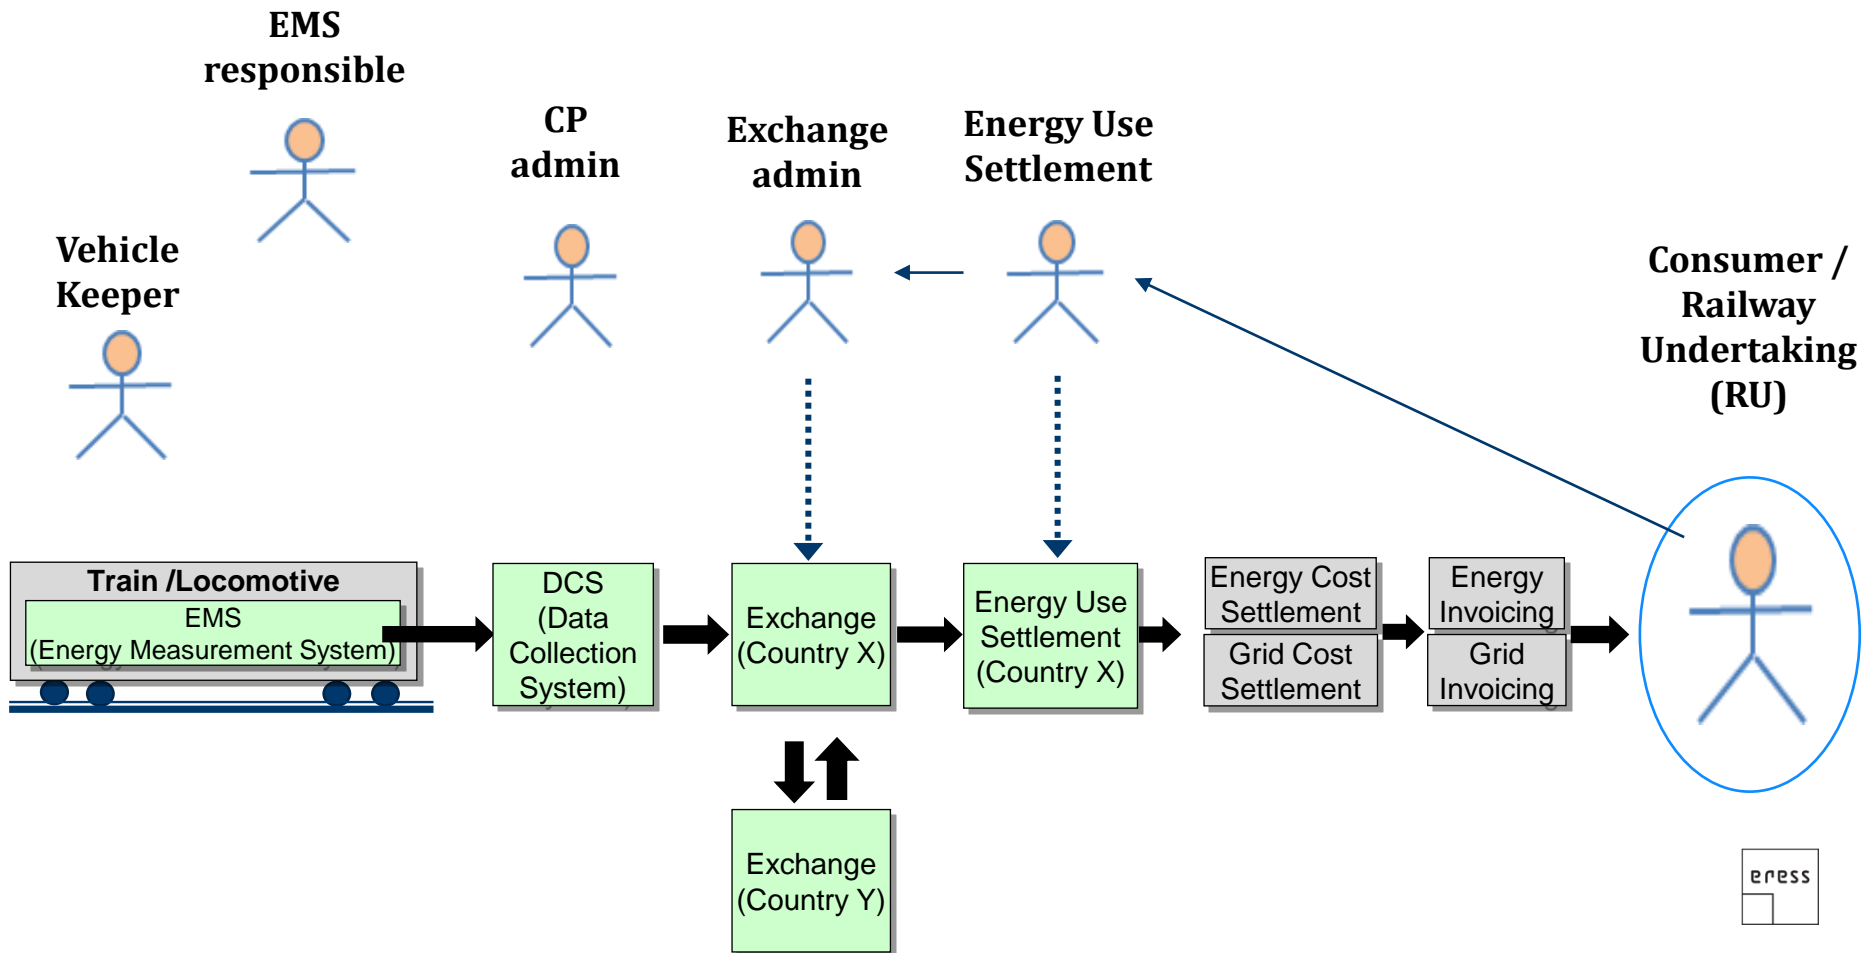 EMS
responsible
CP
admin
Exchange
admin
Energy Use
Settlement
Vehicle
Keeper
Consumer /
Railway
Undertaking
(RU)
Train /Locomotive
EMS
(Energy Measurement System)
DCS
(Data
Collection
System)
Exchange
(Country X)
Energy Use
Settlement
(Country X)
Energy Cost
Settlement
Grid Cost
Settlement
Energy
Invoicing
Grid
Invoicing
Exchange
(Country Y)
eress